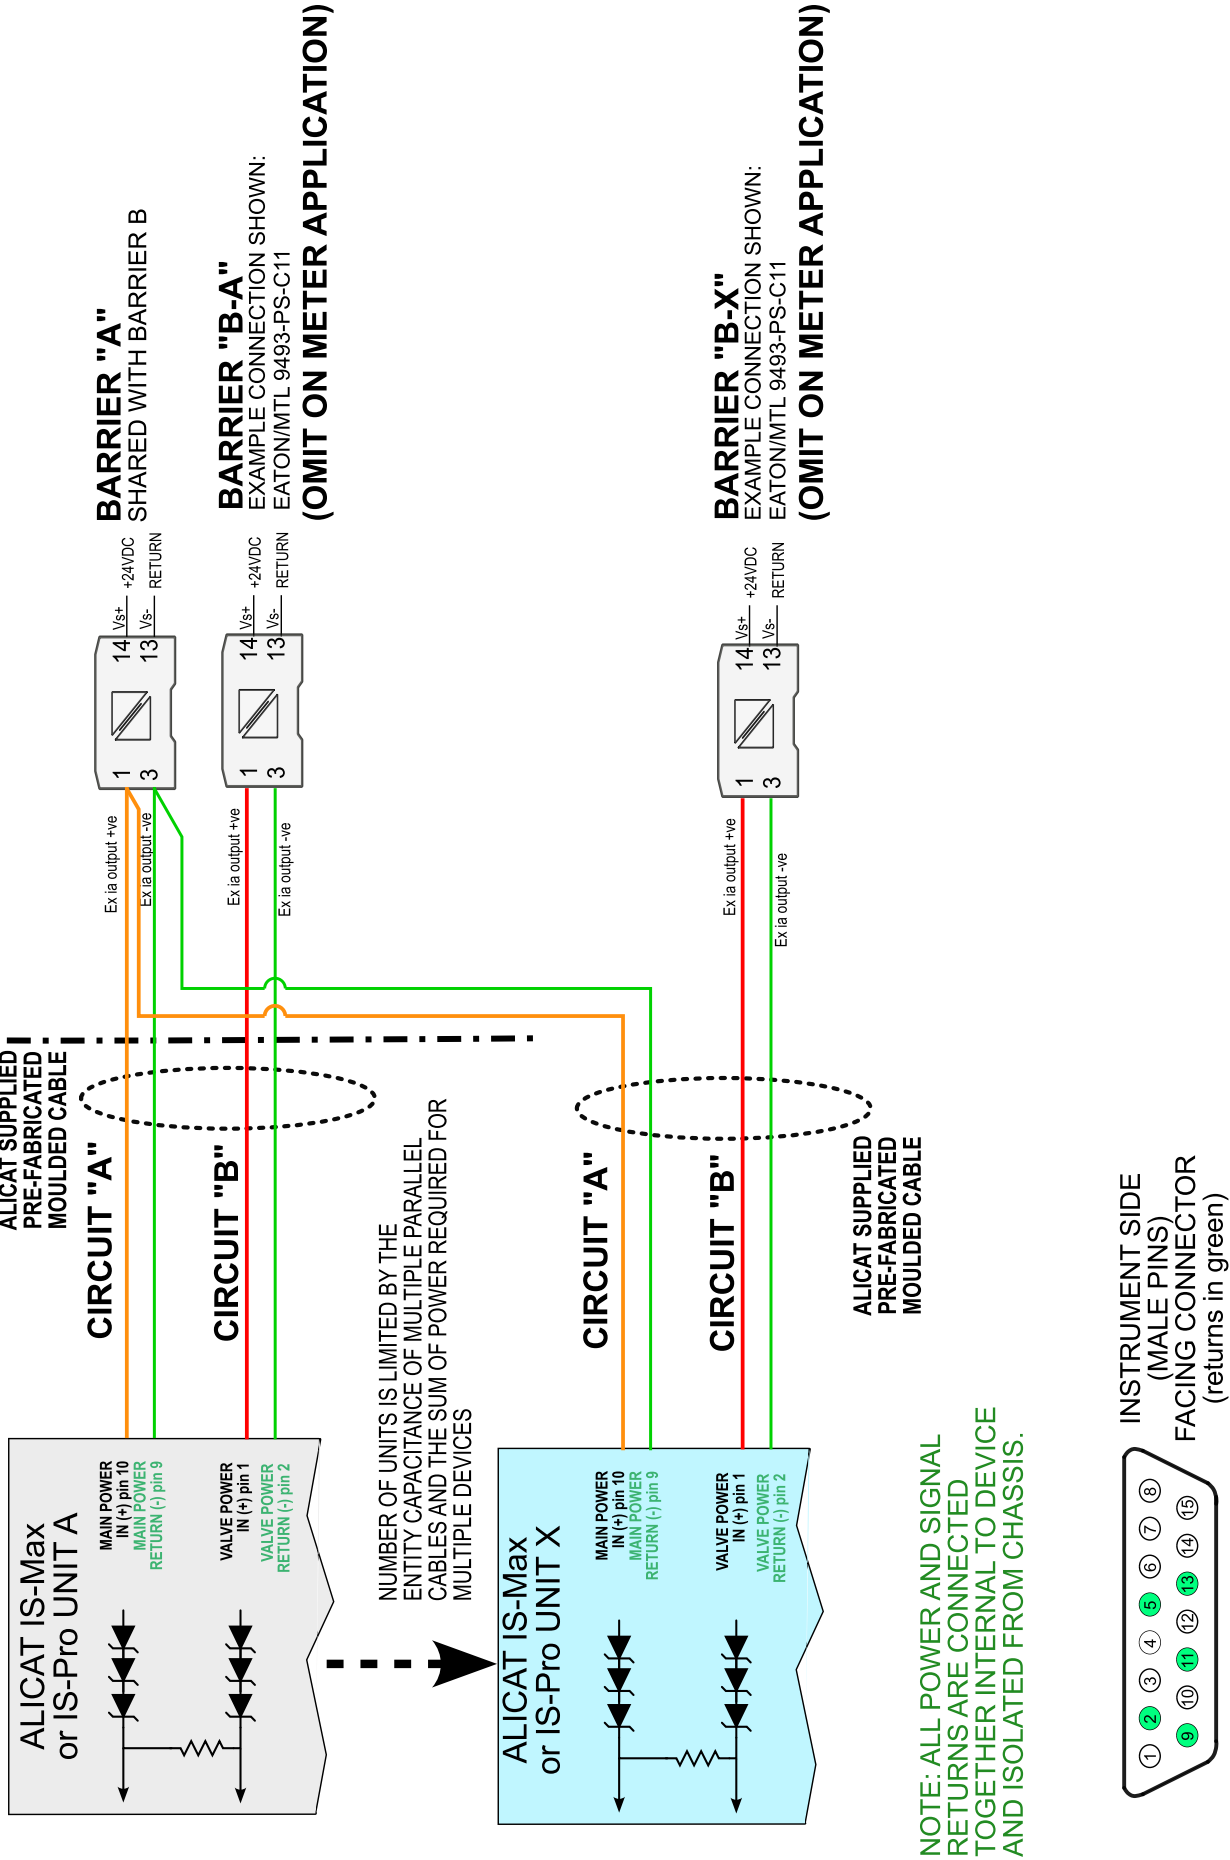 ALICAT IS-Max
or IS-Pro UNIT A
MAIN POWER
IN (+) pin 10
MAIN POWER
RETURN (-) pin 9
VALVE POWER
IN (+) pin 1
VALVE POWER
RETURN (-) pin 2
ALICAT SUPPLIED
PRE-FABRICATED
MOULDED CABLE
CIRCUIT "A"
CIRCUIT "B"
Ex ia output +ve
Ex ia output -ve
Ex ia output +ve
Ex ia output -ve
1
3
14
13
Vs+
Vs-
+24VDC
RETURN
BARRIER "A"
SHARED WITH BARRIER B
1
3
14
13
Vs+
Vs-
+24VDC
RETURN
BARRIER "B-A"
EXAMPLE CONNECTION SHOWN:
EATON/MTL 9493-PS-C11
(OMIT ON METER APPLICATION)
NUMBER OF UNITS IS LIMITED BY THE
ENTITY CAPACITANCE OF MULTIPLE PARALLEL
CABLES AND THE SUM OF POWER REQUIRED FOR
MULTIPLE DEVICES
ALICAT IS-Max
or IS-Pro UNIT X
MAIN POWER
IN (+) pin 10
MAIN POWER
RETURN (-) pin 9
VALVE POWER
IN (+) pin 1
VALVE POWER
RETURN (-) pin 2
CIRCUIT "A"
CIRCUIT "B"
ALICAT SUPPLIED
PRE-FABRICATED
MOULDED CABLE
Ex ia output +ve
Ex ia output -ve
1
3
14
13
Vs+
Vs-
+24VDC
RETURN
BARRIER "B-X"
EXAMPLE CONNECTION SHOWN:
EATON/MTL 9493-PS-C11
(OMIT ON METER APPLICATION)
NOTE: ALL POWER AND SIGNAL
RETURNS ARE CONNECTED
TOGETHER INTERNAL TO DEVICE
AND ISOLATED FROM CHASSIS.
1 2 3 4 5 6 7 8
9 10 11 12 13 14 15
INSTRUMENT SIDE
(MALE PINS)
FACING CONNECTOR
(returns in green)